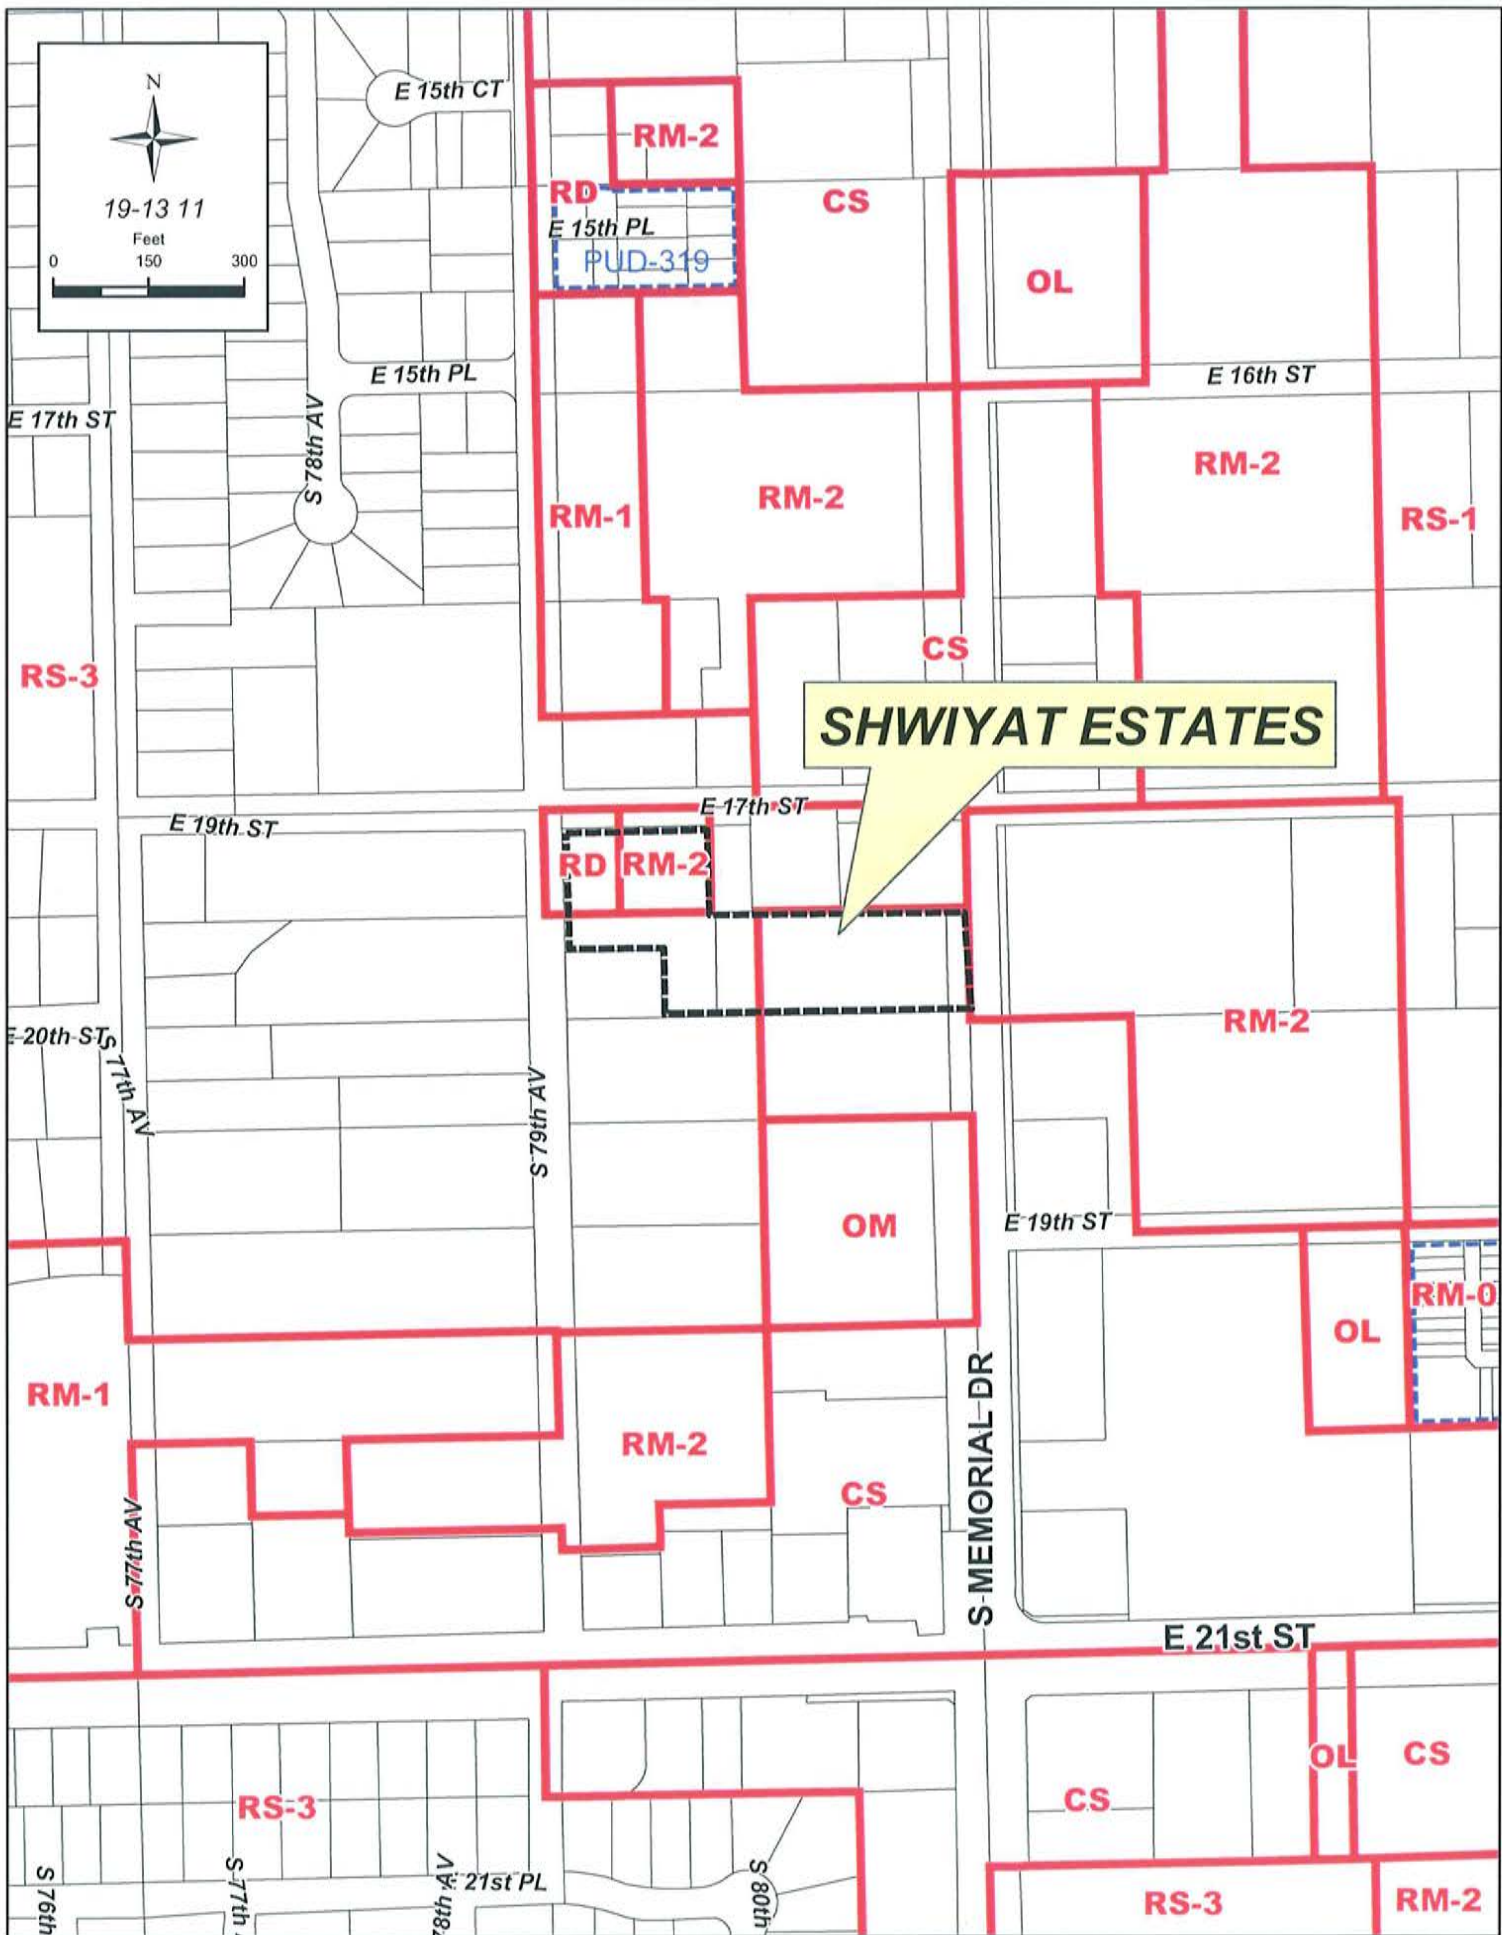 N
19-13 11
Feet
0 150 300
E 15th CT
RM-2
RD
CS
E 15th PL
PUD-319
OL
E 15th PL
E 16th ST
E 17th ST
S 78th AV
RM-2
RM-2
RM-1
RS-1
CS
RS-3
SHWIYAT ESTATES
E 17th ST
E 19th ST
RD
RM-2
RM-2
E 20th ST
S 77th AV
S 79th AV
OM
E 19th ST
RM-0
OL
RM-1
RM-2
CS
S MEMORIAL DR
S 77th AV
E 21st ST
OL
CS
CS
RS-3
S 76th
S 77th
78th AV
E 21st PL
S 80th
RS-3
RM-2